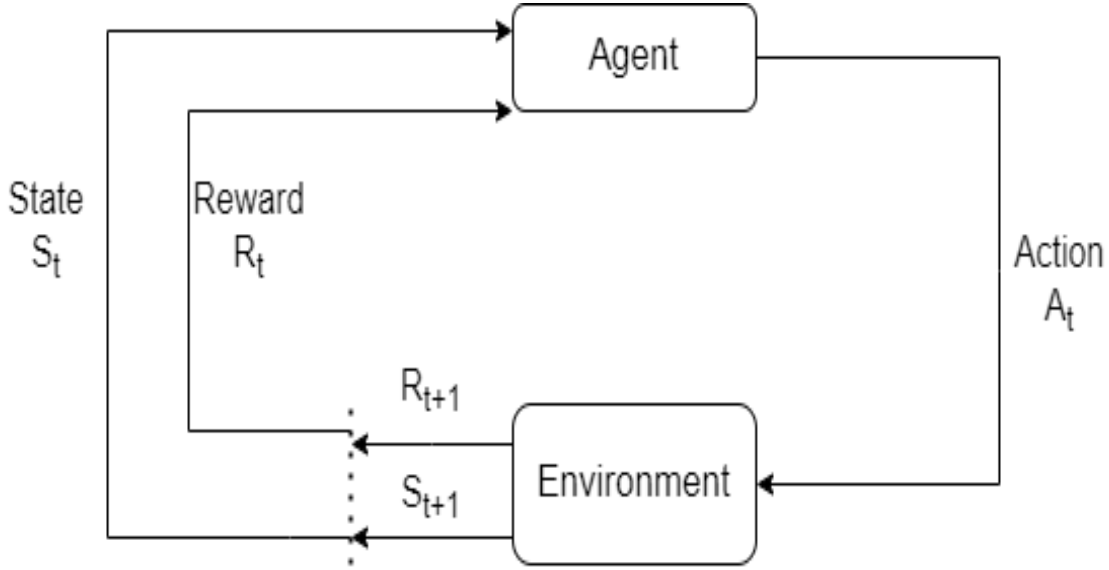 Agent
State
Sₜ
Reward
Rₜ
Action
Aₜ
Rₜ₊₁
Sₜ₊₁
Environment